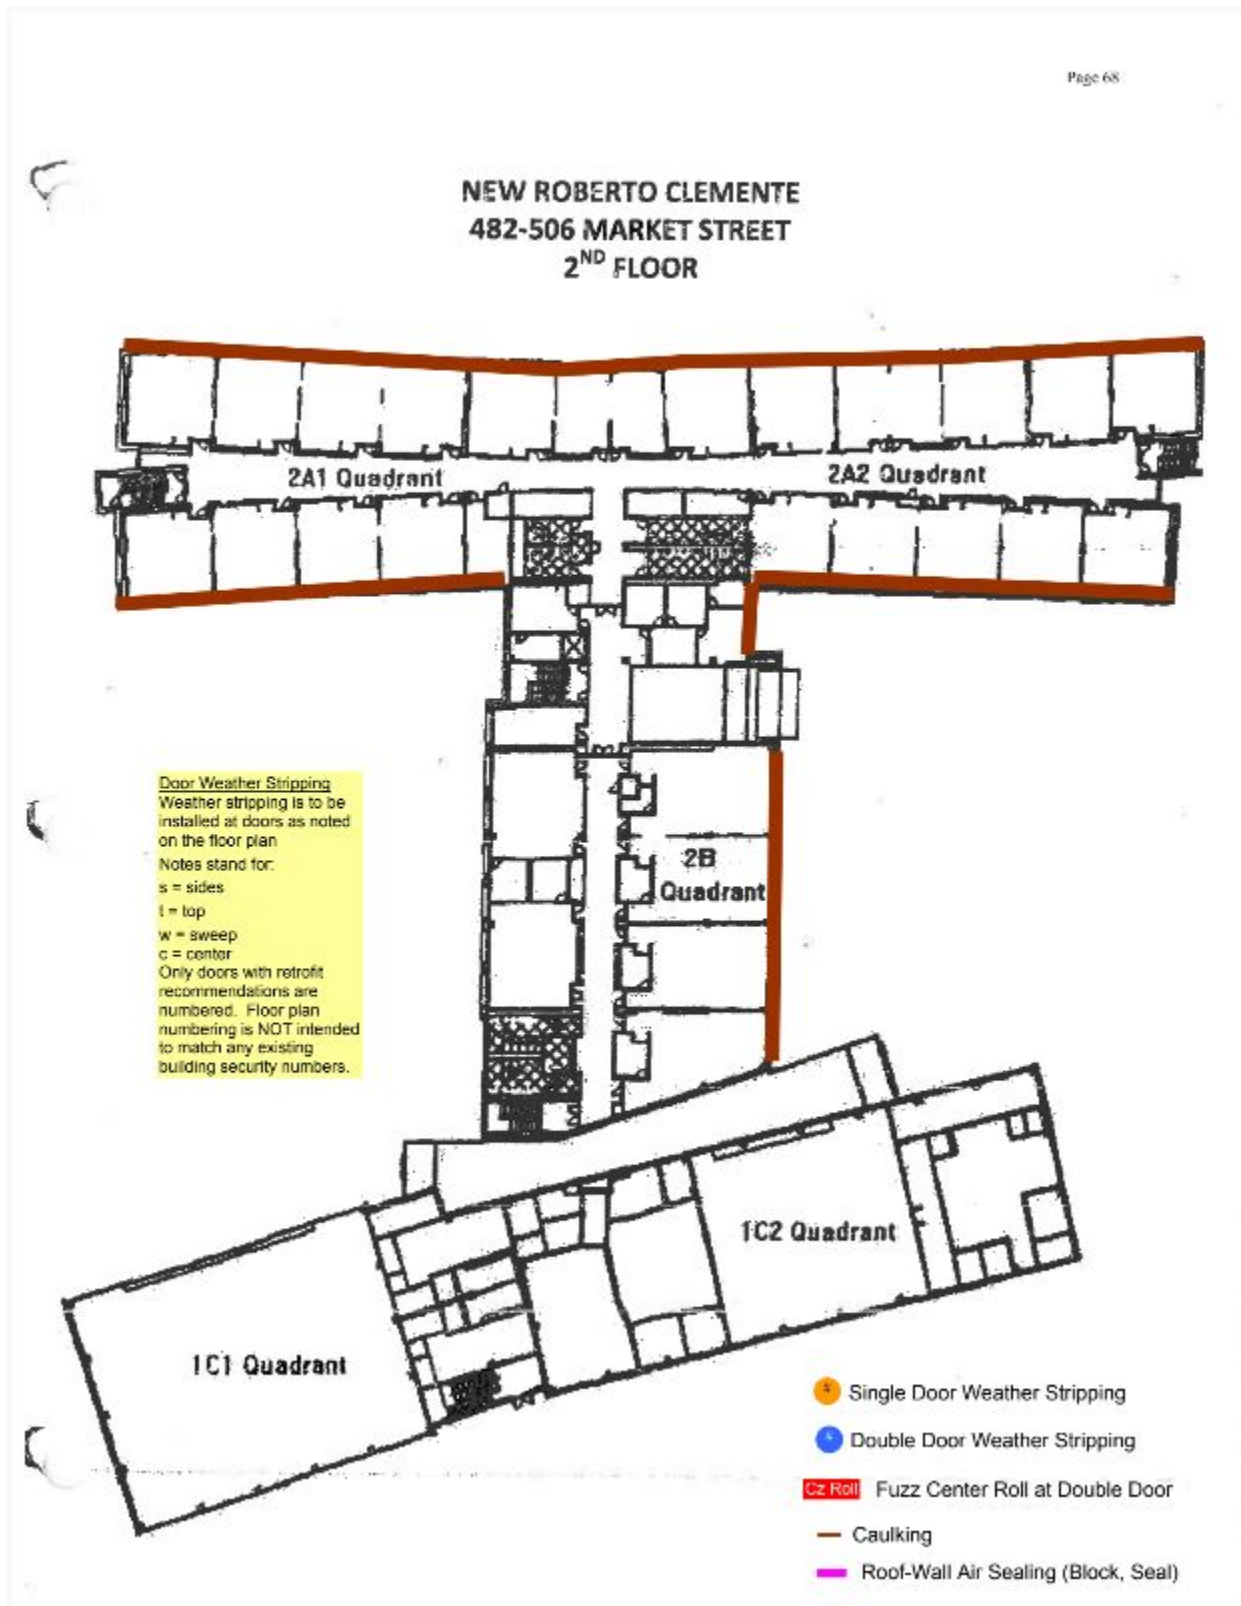 Page 68
NEW ROBERTO CLEMENTE
482-506 MARKET STREET
2ND FLOOR
2A1 Quadrant
2A2 Quadrant
Door Weather Stripping
Weather stripping is to be
installed at doors as noted
on the floor plan
Notes stand for:
s = sides
t = top
w = sweep
c = center
Only doors with retrofit
recommendations are
numbered. Floor plan
numbering is NOT intended
to match any existing
building security numbers.
2B
Quadrant
1C2 Quadrant
1C1 Quadrant
# Single Door Weather Stripping
# Double Door Weather Stripping
Cz Roll Fuzz Center Roll at Double Door
Caulking
Roof-Wall Air Sealing (Block, Seal)